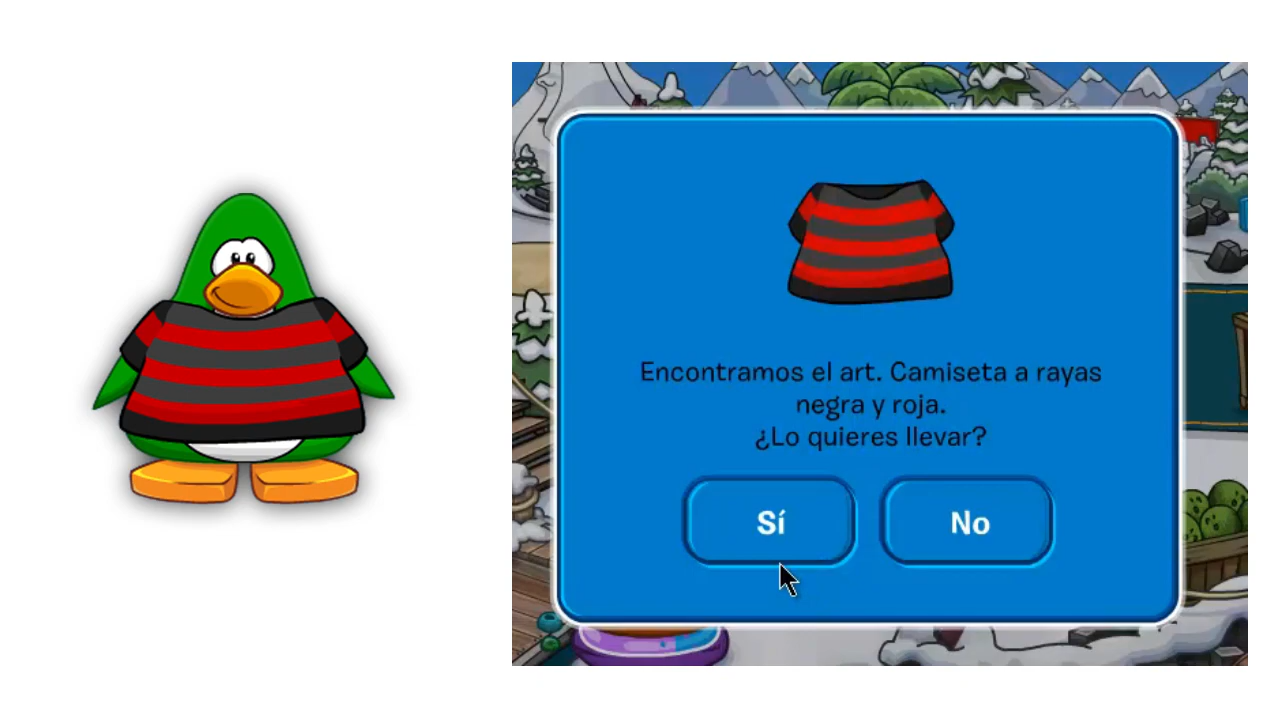 Encontramos el art. Camiseta a rayas
negra y roja.
¿Lo quieres llevar?
Sí
No